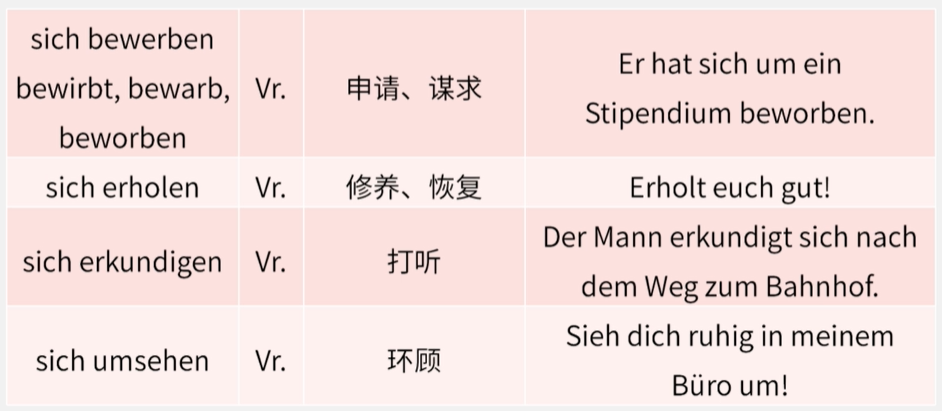 sich bewerben
bewirbt, bewarb,
beworben
Vr.
申请、谋求
Er hat sich um ein
Stipendium beworben.
sich erholen
Vr.
修养、恢复
Erholt euch gut!
sich erkundigen
Vr.
打听
Der Mann erkundigt sich nach
dem Weg zum Bahnhof.
sich umsehen
Vr.
环顾
Sieh dich ruhig in meinem
Büro um!